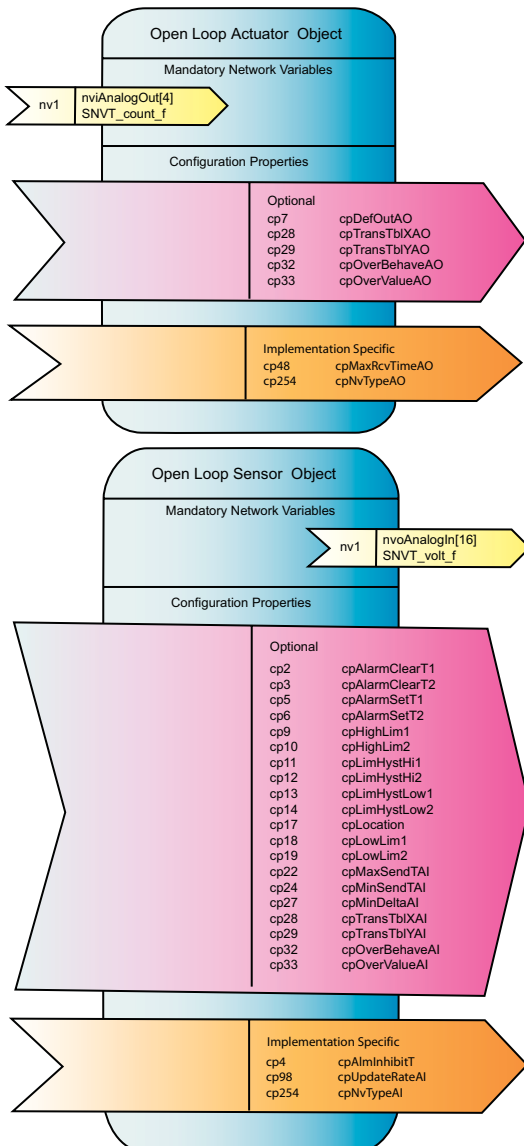 Open Loop Actuator Object
Mandatory Network Variables
nv1 nviAnalogOut[4]
SNVT_count_f
Configuration Properties
Optional
cp7 cpDefOutAO
cp28 cpTransTblXAO
cp29 cpTransTblYAO
cp32 cpOverBehaveAO
cp33 cpOverValueAO
Implementation Specific
cp48 cpMaxRcvTimeAO
cp254 cpNvTypeAO
Open Loop Sensor Object
Mandatory Network Variables
nv1 nvoAnalogIn[16]
SNVT_volt_f
Configuration Properties
Optional
cp2 cpAlarmClearT1
cp3 cpAlarmClearT2
cp5 cpAlarmSetT1
cp6 cpAlarmSetT2
cp9 cpHighLim1
cp10 cpHighLim2
cp11 cpLimHystHi1
cp12 cpLimHystHi2
cp13 cpLimHystLow1
cp14 cpLimHystLow2
cp17 cpLocation
cp18 cpLowLim1
cp19 cpLowLim2
cp22 cpMaxSendTAI
cp24 cpMinSendTAI
cp27 cpMinDeltaAI
cp28 cpTransTblXAI
cp29 cpTransTblYAI
cp32 cpOverBehaveAI
cp33 cpOverValueAI
Implementation Specific
cp4 cpAlmInhibitT
cp98 cpUpdateRateAI
cp254 cpNvTypeAI